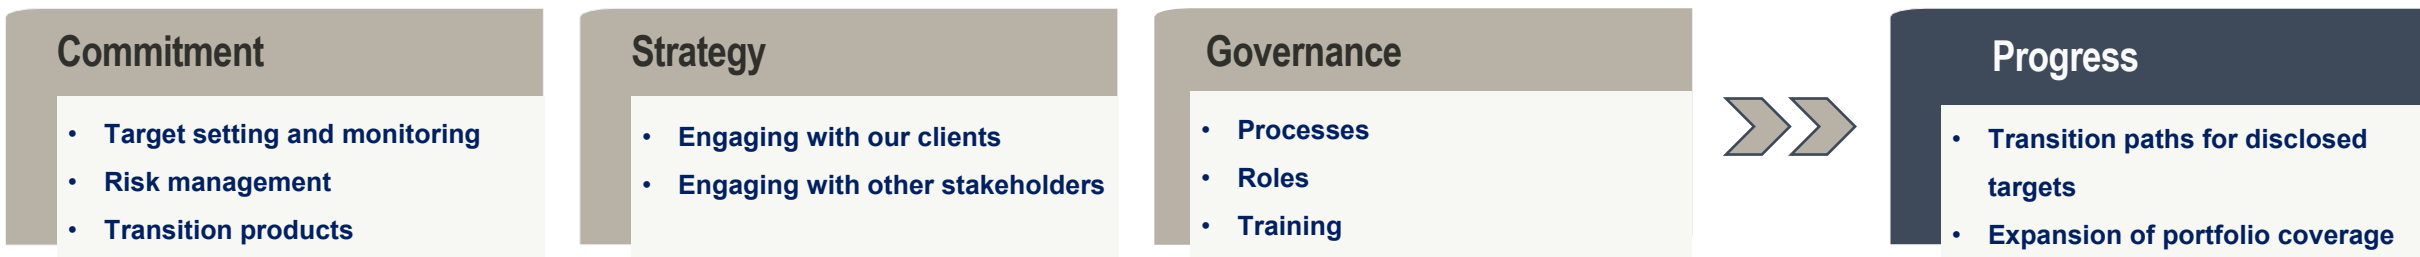 Commitment
• Target setting and monitoring
• Risk management
• Transition products
Strategy
• Engaging with our clients
• Engaging with other stakeholders
Governance
• Processes
• Roles
• Training
Progress
• Transition paths for disclosed
targets
• Expansion of portfolio coverage